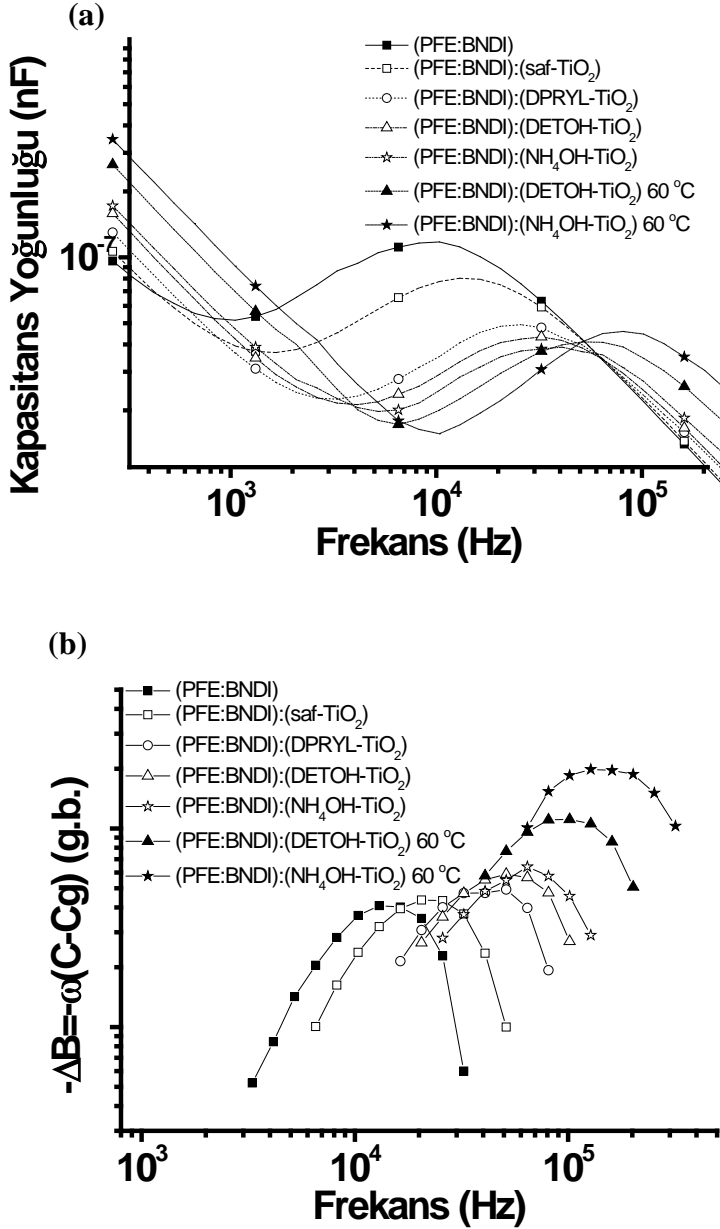 (a)
(PFE:BNDI)
(PFE:BNDI):(saf-TiO₂)
(PFE:BNDI):(DPRYL-TiO₂)
(PFE:BNDI):(DETOH-TiO₂)
(PFE:BNDI):(NH₄OH-TiO₂)
(PFE:BNDI):(DETOH-TiO₂) 60 °C
(PFE:BNDI):(NH₄OH-TiO₂) 60 °C
Kapasitans Yoğunluğu (nF)
10⁻⁷
10³ 10⁴ 10⁵
Frekans (Hz)
(b)
(PFE:BNDI)
(PFE:BNDI):(saf-TiO₂)
(PFE:BNDI):(DPRYL-TiO₂)
(PFE:BNDI):(DETOH-TiO₂)
(PFE:BNDI):(NH₄OH-TiO₂)
(PFE:BNDI):(DETOH-TiO₂) 60 °C
(PFE:BNDI):(NH₄OH-TiO₂) 60 °C
-ΔB=-ω(C-Cg) (g.b.)
10³ 10⁴ 10⁵
Frekans (Hz)